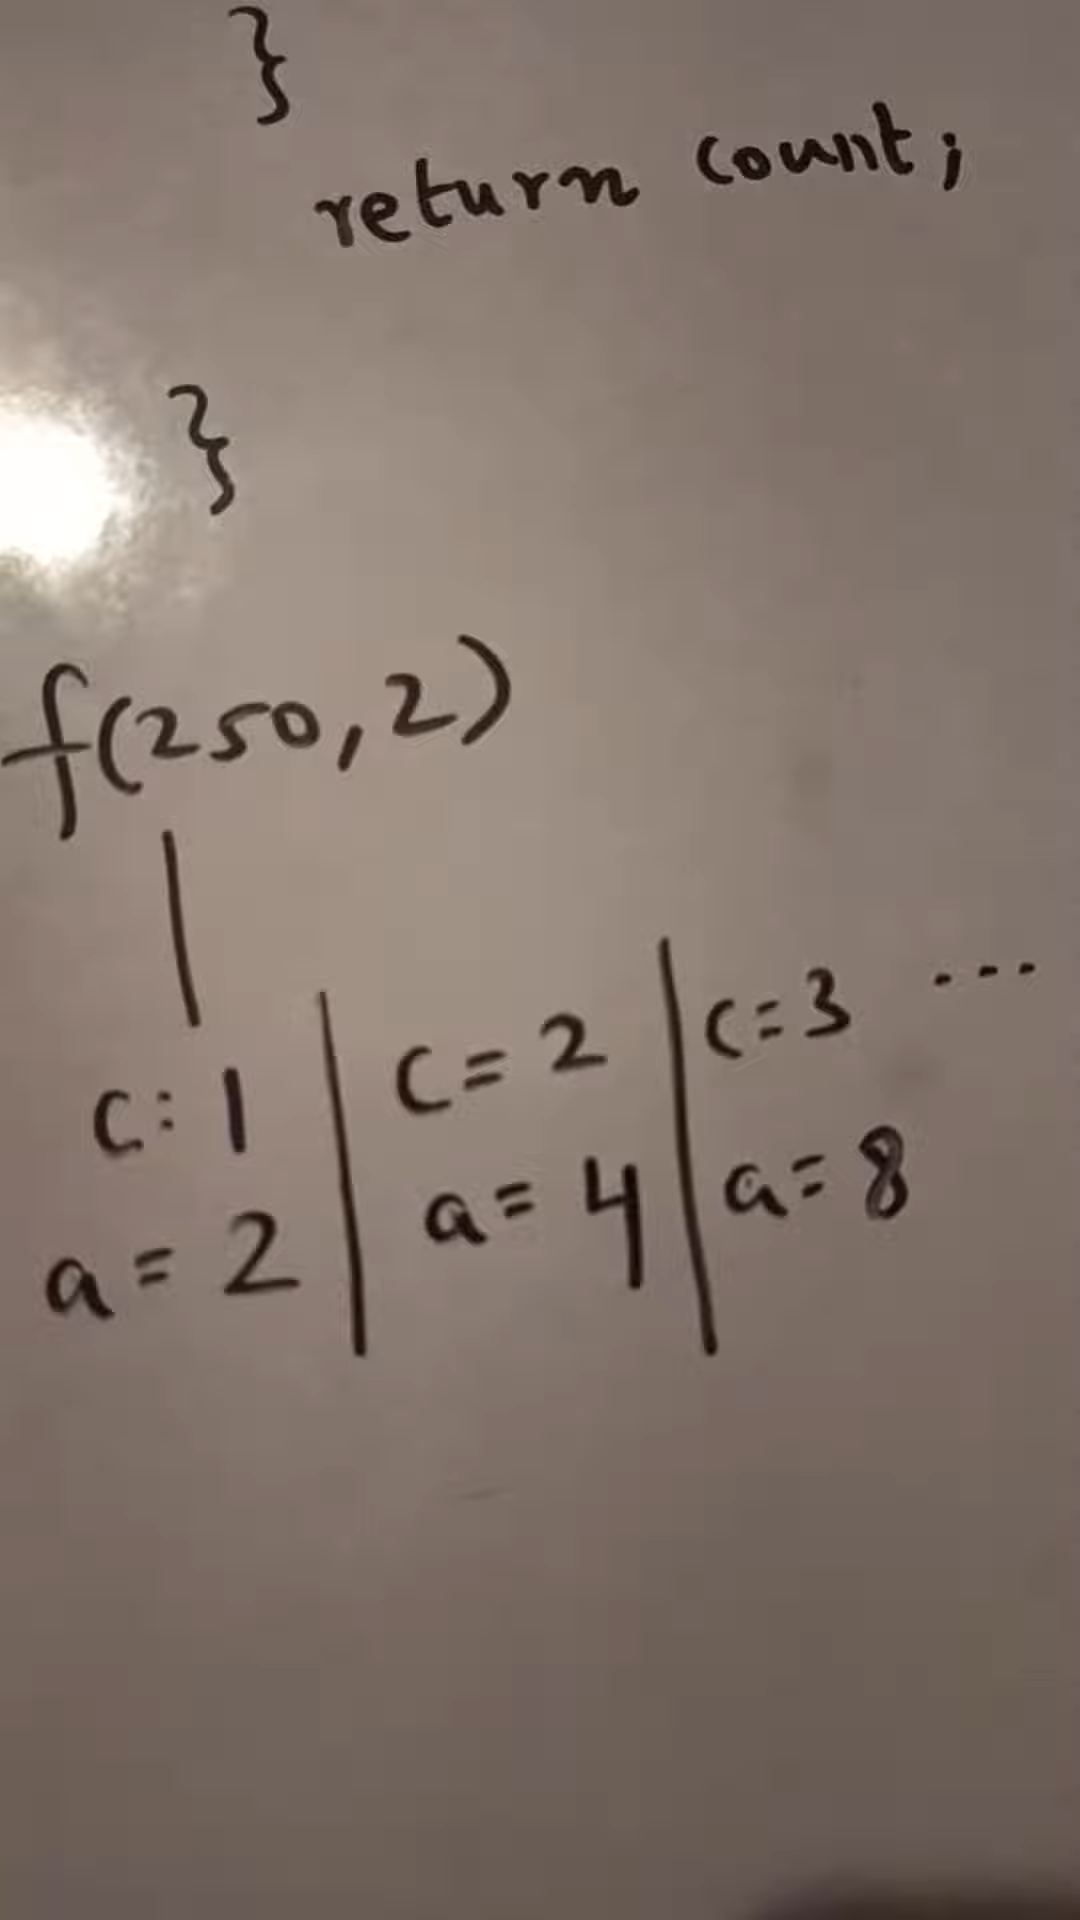 }
return count;
}
f(250,2)
c: 1 | c = 2 | c = 3 ---
a = 2 | a = 4 | a = 8